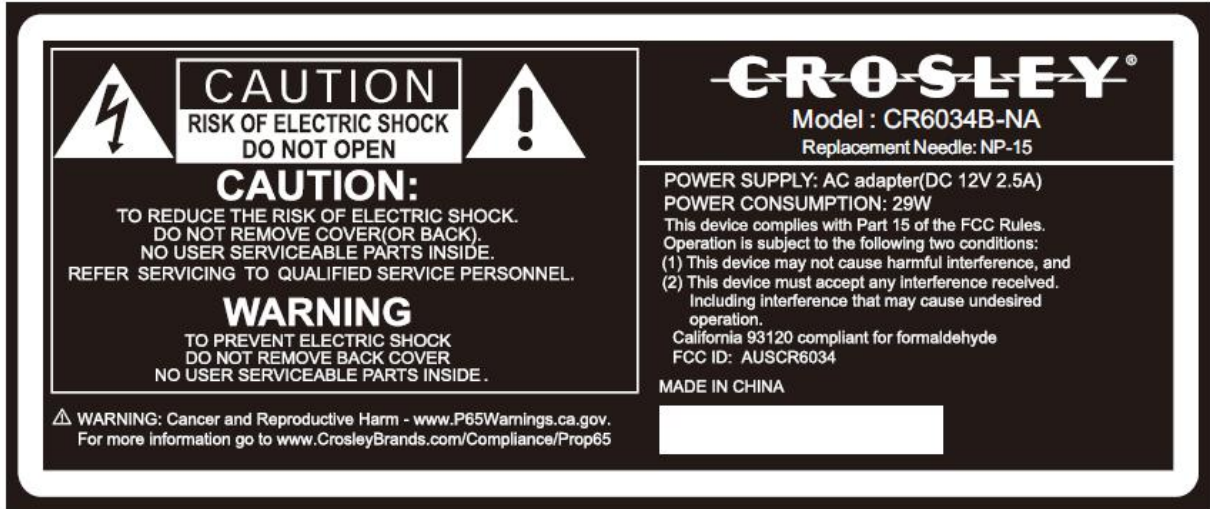 CAUTION
RISK OF ELECTRIC SHOCK
DO NOT OPEN
CAUTION:
TO REDUCE THE RISK OF ELECTRIC SHOCK.
DO NOT REMOVE COVER(OR BACK).
NO USER SERVICEABLE PARTS INSIDE.
REFER SERVICING TO QUALIFIED SERVICE PERSONNEL.
WARNING
TO PREVENT ELECTRIC SHOCK
DO NOT REMOVE BACK COVER
NO USER SERVICEABLE PARTS INSIDE.
⚠ WARNING: Cancer and Reproductive Harm - www.P65Warnings.ca.gov.
For more information go to www.CrosleyBrands.com/Compliance/Prop65
CROSLEY®
Model : CR6034B-NA
Replacement Needle: NP-15
POWER SUPPLY: AC adapter(DC 12V 2.5A)
POWER CONSUMPTION: 29W
This device complies with Part 15 of the FCC Rules.
Operation is subject to the following two conditions:
(1) This device may not cause harmful interference, and
(2) This device must accept any interference received.
Including interference that may cause undesired
operation.
California 93120 compliant for formaldehyde
FCC ID: AUSCR6034
MADE IN CHINA